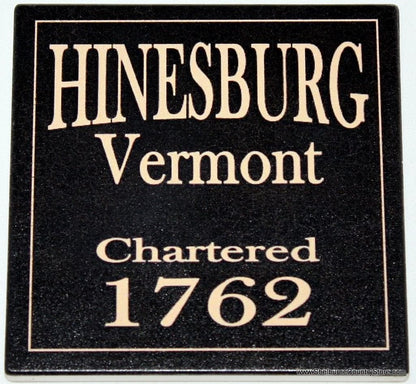 HINESBURG
Vermont
Chartered
1762